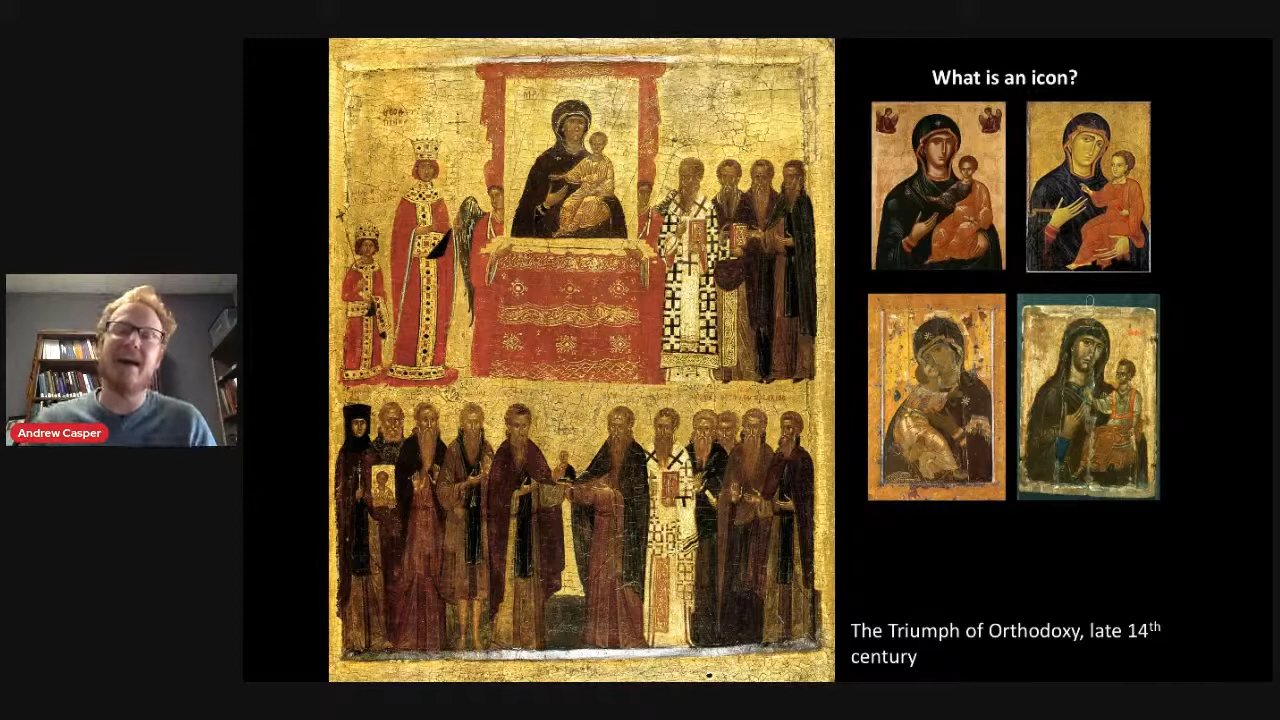 What is an icon?
Andrew Casper
The Triumph of Orthodoxy, late 14th
century